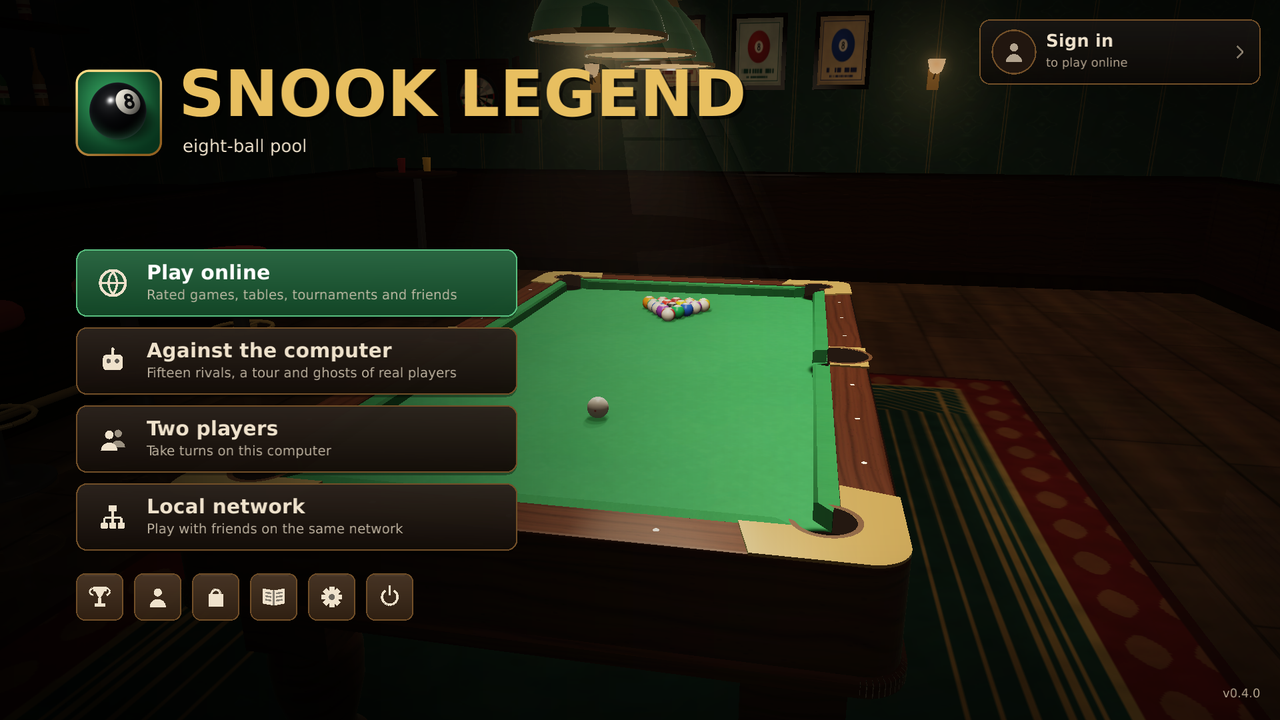 SNOOK LEGEND
eight-ball pool
Sign in
to play online
Play online
Rated games, tables, tournaments and friends
Against the computer
Fifteen rivals, a tour and ghosts of real players
Two players
Take turns on this computer
Local network
Play with friends on the same network
v0.4.0